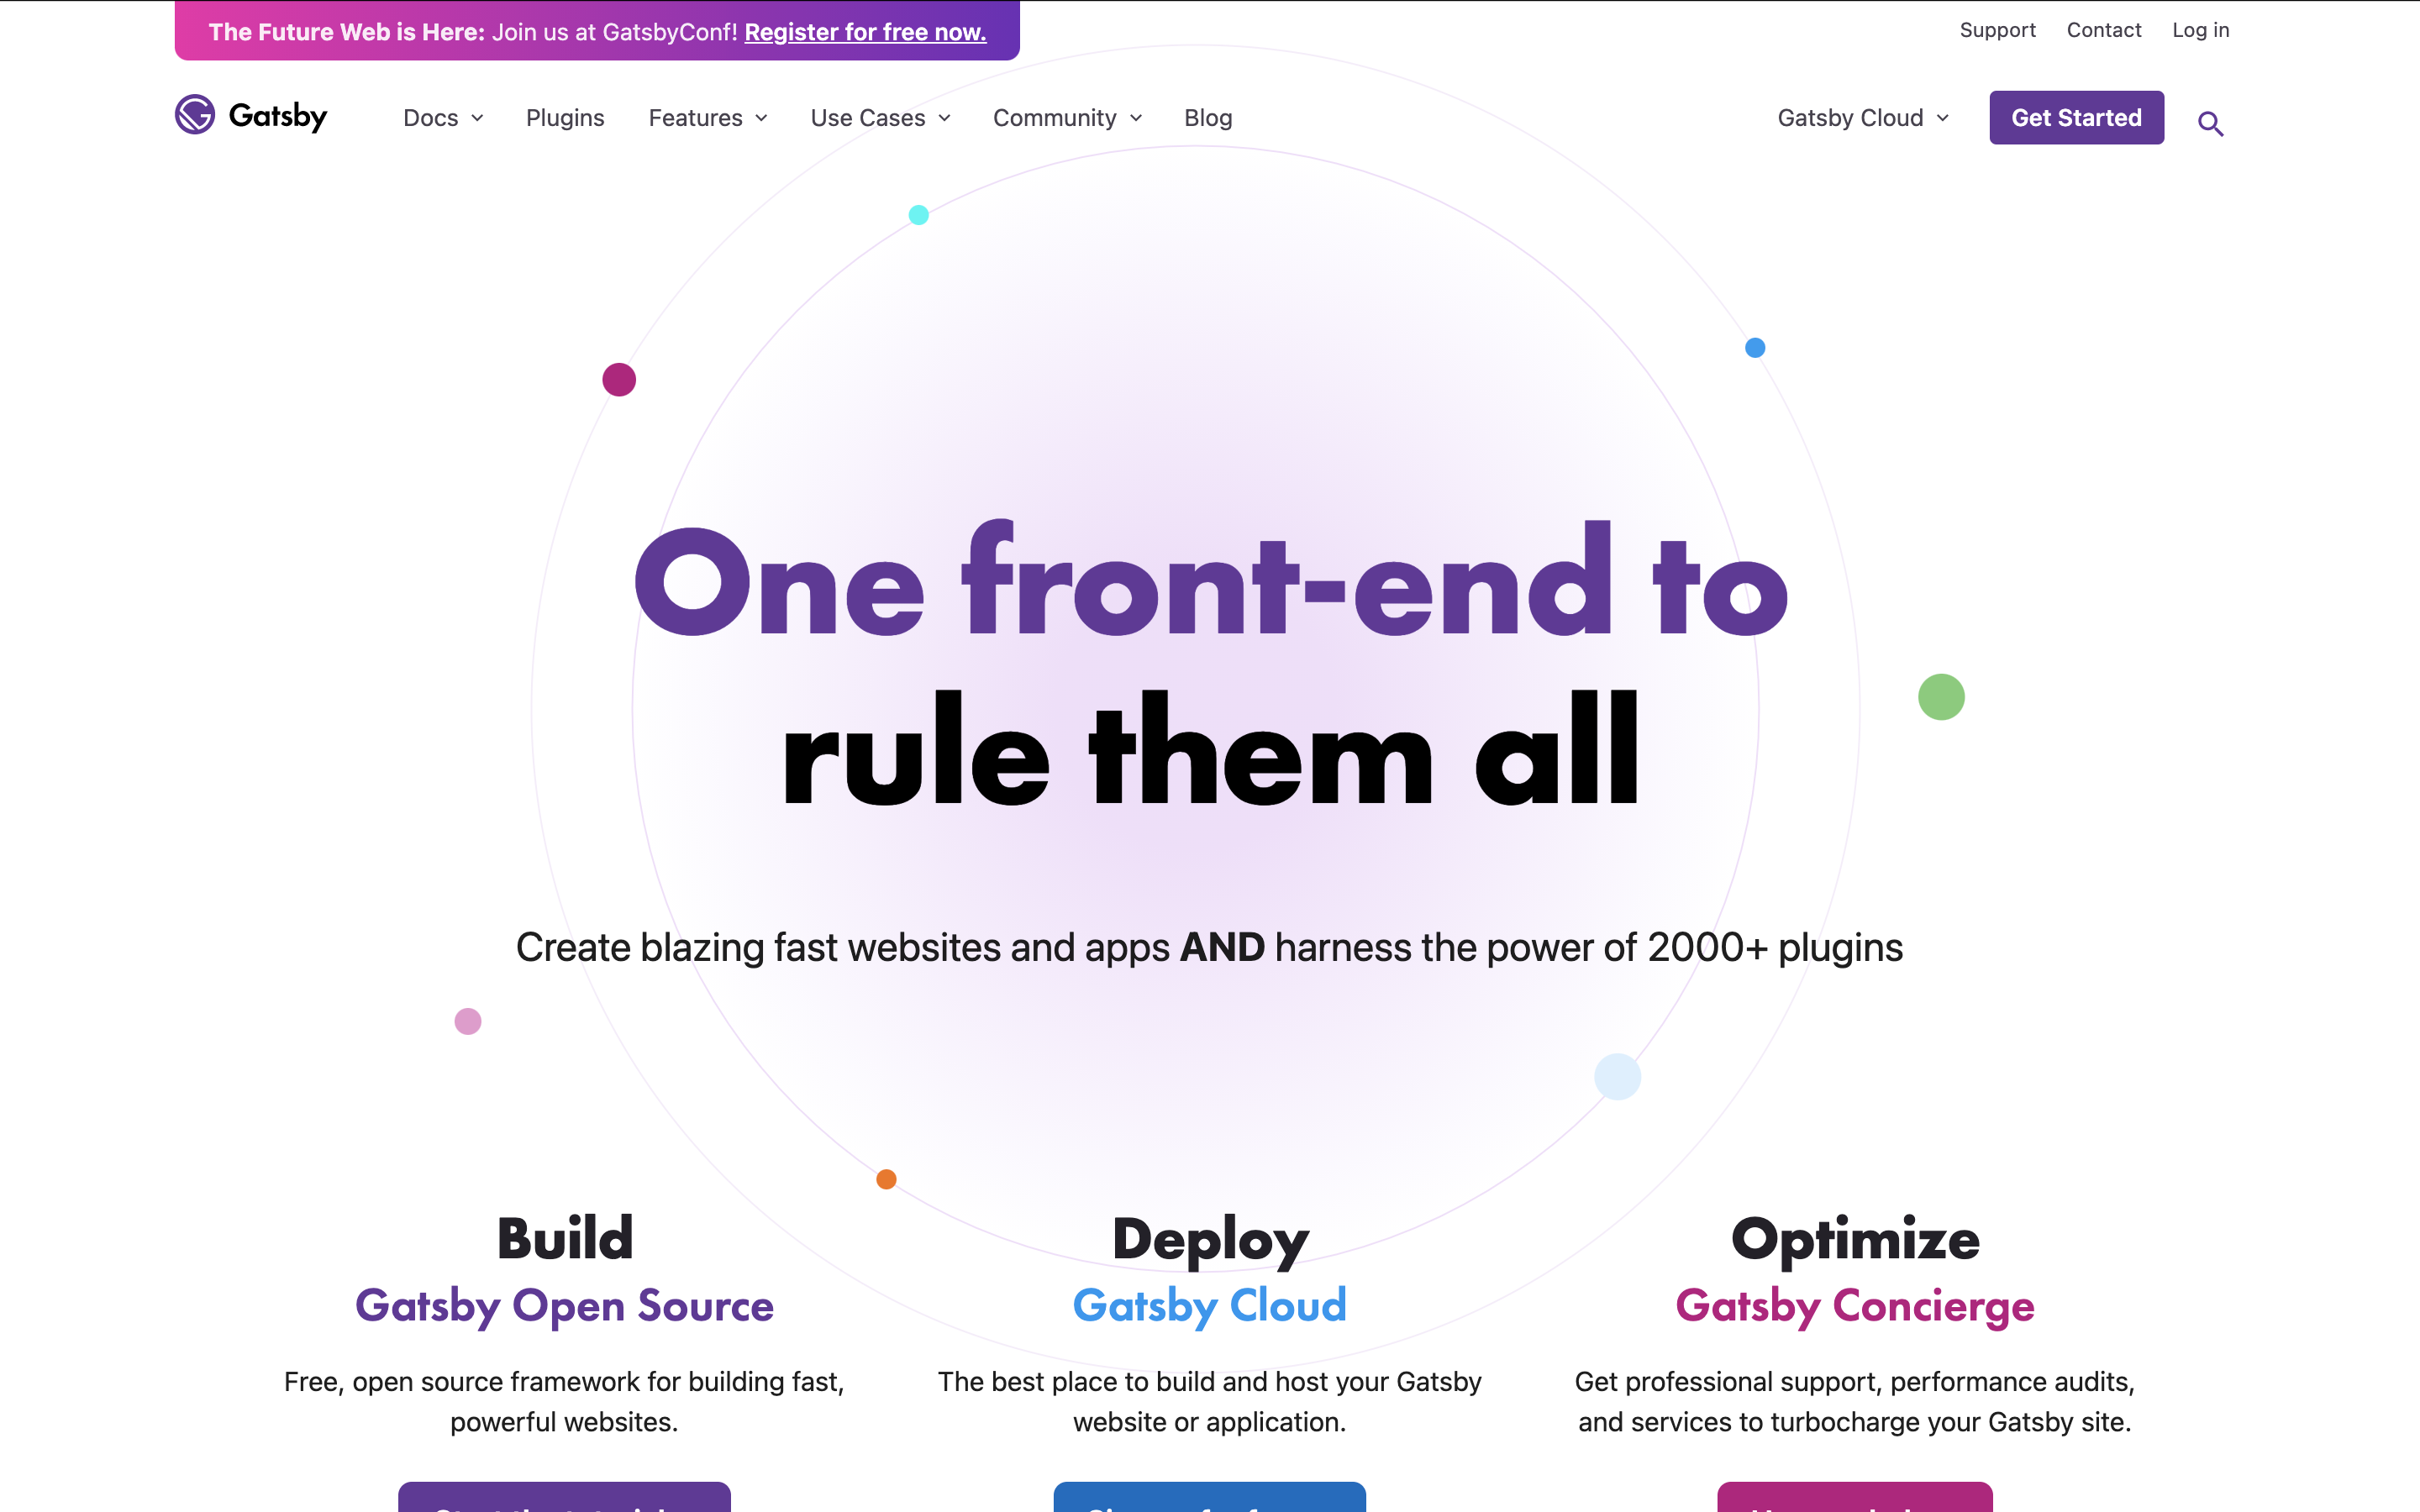 The Future Web is Here: Join us at GatsbyConf! Register for free now.
Support Contact Log in
Gatsby Docs Plugins Features Use Cases Community Blog Gatsby Cloud Get Started
One front-end to
rule them all
Create blazing fast websites and apps AND harness the power of 2000+ plugins
Build
Gatsby Open Source
Free, open source framework for building fast,
powerful websites.
Deploy
Gatsby Cloud
The best place to build and host your Gatsby
website or application.
Optimize
Gatsby Concierge
Get professional support, performance audits,
and services to turbocharge your Gatsby site.